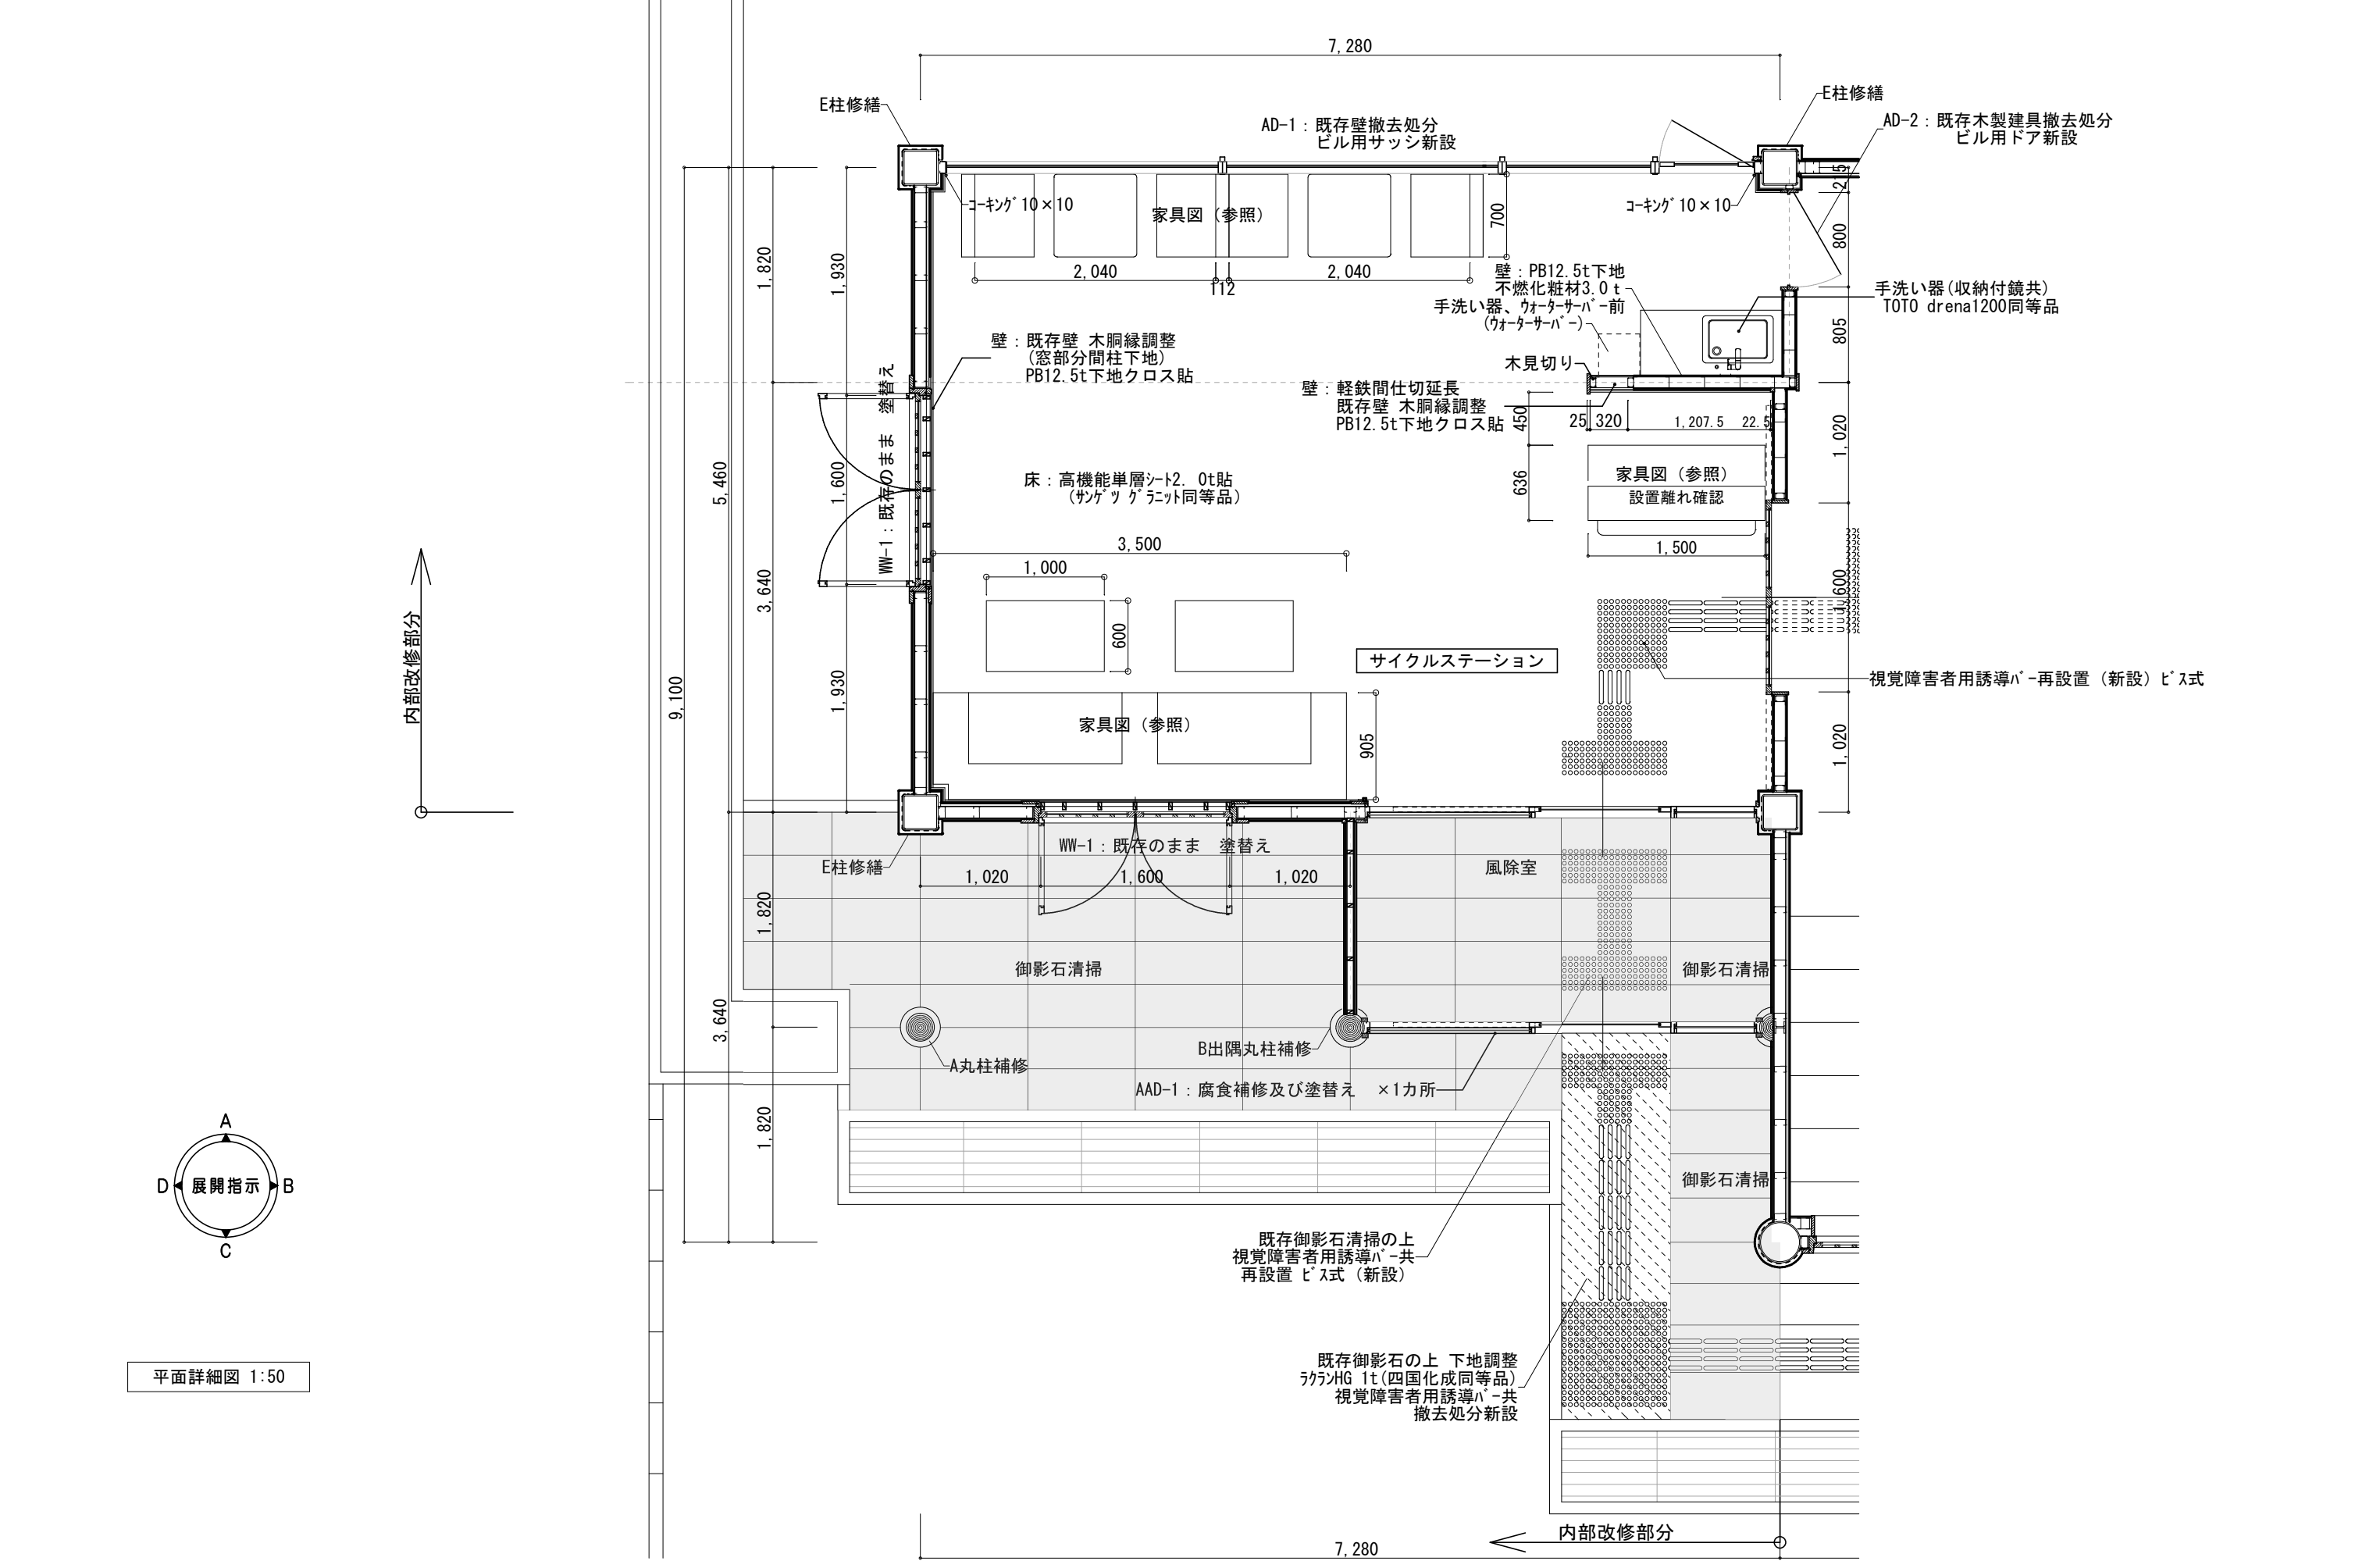 7,280
E柱修繕
E柱修繕
AD-1：既存壁撤去処分
ビル用サッシ新設
AD-2：既存木製建具撤去処分
ビル用ドア新設
215
ｺｰｷﾝｸﾞ10×10
家具図（参照）
700
ｺｰｷﾝｸﾞ10×10
800
1,820
1,930
2,040
112
2,040
壁：PB12.5t下地
不燃化粧材3.0ｔ
手洗い器、ｳｫｰﾀｰｻｰﾊﾞｰ前
(ｳｫｰﾀｰｻｰﾊﾞｰ)
手洗い器(収納付鏡共)
TOTO drena1200同等品
805
壁：既存壁 木胴縁調整
(窓部分間柱下地)
PB12.5t下地クロス貼
木見切り
壁：軽鉄間仕切延長
既存壁 木胴縁調整
PB12.5t下地クロス貼
450
25
320
1,207.5
22.5
1,020
WW-1：既存のまま　塗替え
5,460
1,600
床：高機能単層ｼｰﾄ2．0t貼
(ｻﾝｹﾞﾂ ｸﾞﾗﾆｯﾄ同等品)
636
家具図（参照）
設置離れ確認
3,500
1,500
1,000
3,640
600
1,600
内部改修部分
サイクルステーション
9,100
1,930
視覚障害者用誘導ﾊﾞｰ再設置（新設）ﾋﾞｽ式
家具図（参照）
905
1,020
WW-1：既存のまま　塗替え
E柱修繕
風除室
1,020
1,600
1,020
1,820
御影石清掃
御影石清掃
3,640
B出隅丸柱補修
A丸柱補修
AAD-1：腐食補修及び塗替え　×1カ所
1,820
A
D
展開指示
B
C
御影石清掃
既存御影石清掃の上
視覚障害者用誘導ﾊﾞｰ共
再設置 ﾋﾞｽ式（新設）
平面詳細図 1:50
既存御影石の上 下地調整
ﾗｸﾗﾝHG 1t(四国化成同等品)
視覚障害者用誘導ﾊﾞｰ共
撤去処分新設
内部改修部分
7,280